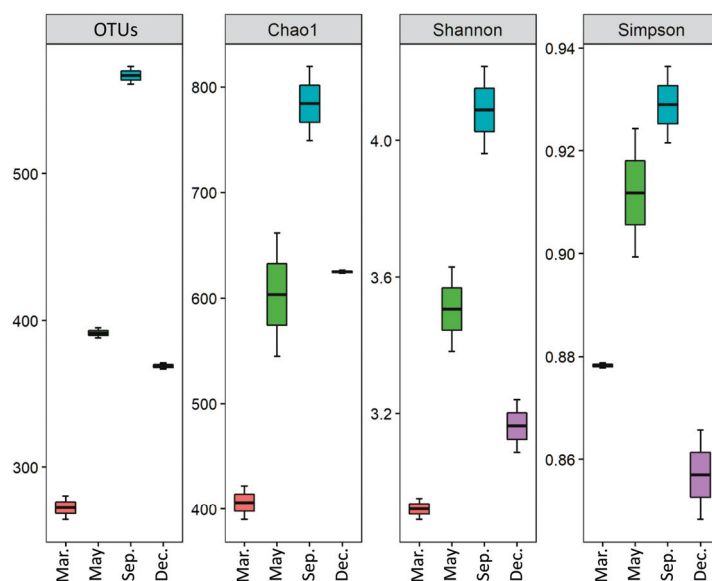 OTUs
Chao1
Shannon
Simpson
500
400
300
800
700
600
500
400
4.0
3.6
3.2
0.94
0.92
0.90
0.88
0.86
Mar. May Sep. Dec.
Mar. May Sep. Dec.
Mar. May Sep. Dec.
Mar. May Sep. Dec.